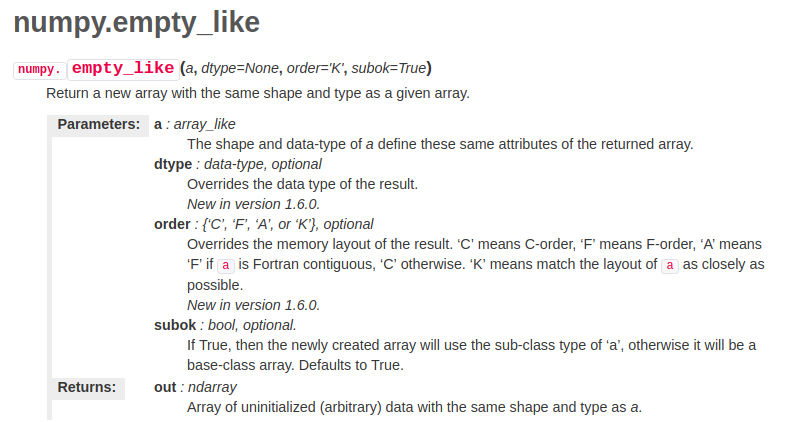 numpy.empty_like
numpy. empty_like(a, dtype=None, order='K', subok=True)
Return a new array with the same shape and type as a given array.
Parameters: a : array_like
The shape and data-type of a define these same attributes of the returned array.
dtype : data-type, optional
Overrides the data type of the result.
New in version 1.6.0.
order : {‘C’, ‘F’, ‘A’, or ‘K’}, optional
Overrides the memory layout of the result. ‘C’ means C-order, ‘F’ means F-order, ‘A’ means
‘F’ if a is Fortran contiguous, ‘C’ otherwise. ‘K’ means match the layout of a as closely as
possible.
New in version 1.6.0.
subok : bool, optional.
If True, then the newly created array will use the sub-class type of ‘a’, otherwise it will be a
base-class array. Defaults to True.
Returns: out : ndarray
Array of uninitialized (arbitrary) data with the same shape and type as a.